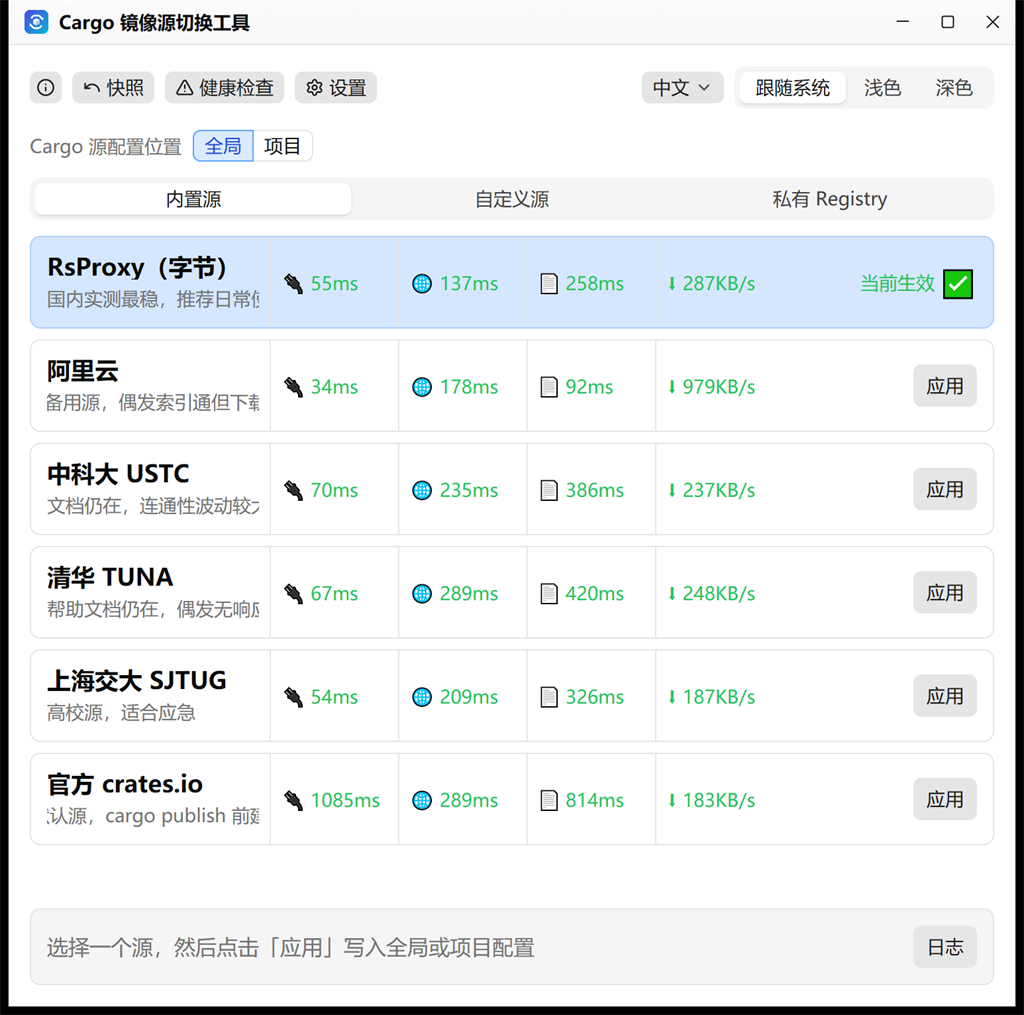 Cargo 镜像源切换工具
快照 健康检查 设置 中文 跟随系统 浅色 深色
Cargo 源配置位置 全局 项目
内置源 自定义源 私有 Registry
RsProxy（字节）
国内实测最稳，推荐日常使
55ms 137ms 258ms ↓ 287KB/s 当前生效
阿里云
备用源，偶发索引通但下载
34ms 178ms 92ms ↓ 979KB/s 应用
中科大 USTC
文档仍在，连通性波动较大
70ms 235ms 386ms ↓ 237KB/s 应用
清华 TUNA
帮助文档仍在，偶发无响应
67ms 289ms 420ms ↓ 248KB/s 应用
上海交大 SJTUG
高校源，适合应急
54ms 209ms 326ms ↓ 187KB/s 应用
官方 crates.io
认源，cargo publish 前建
1085ms 289ms 814ms ↓ 183KB/s 应用
选择一个源，然后点击「应用」写入全局或项目配置 日志